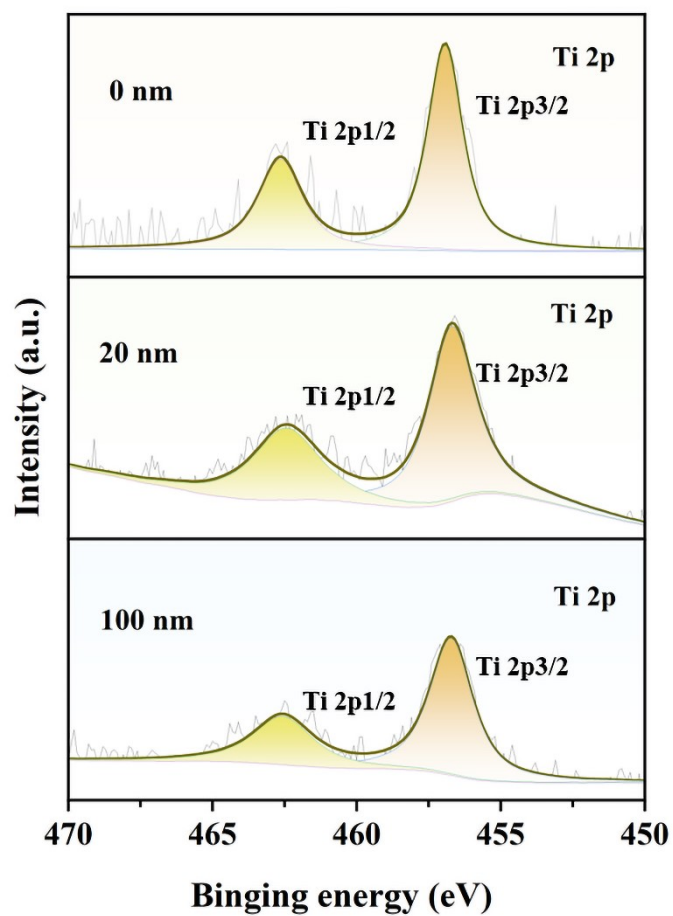 Ti 2p
0 nm
Ti 2p3/2
Ti 2p1/2
Ti 2p
20 nm
Ti 2p3/2
Ti 2p1/2
Ti 2p
100 nm
Ti 2p3/2
Ti 2p1/2
Intensity (a.u.)
470 465 460 455 450
Binging energy (eV)